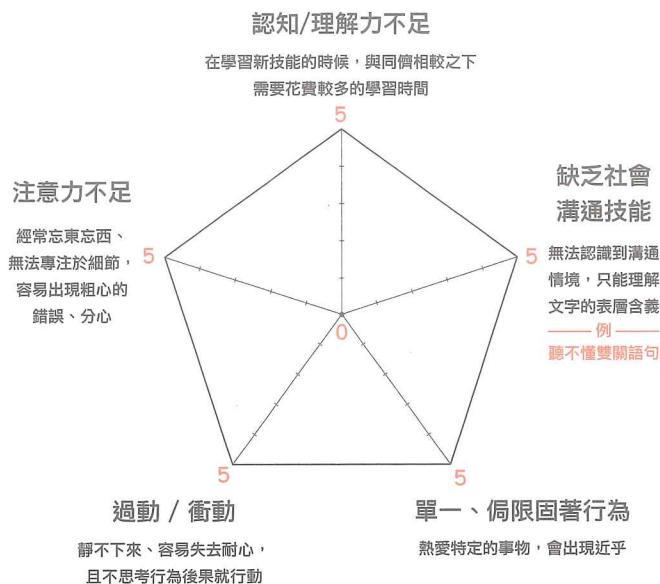 認知/理解力不足
在學習新技能的時候，與同儕相較之下
需要花費較多的學習時間
5
注意力不足
經常忘東忘西、
無法專注於細節，
容易出現粗心的
錯誤、分心
5
缺乏社會
溝通技能
5
無法認識到溝通
情境，只能理解
文字的表層含義
例
聽不懂雙關語句
0
5
過動 / 衝動
靜不下來、容易失去耐心，
且不思考行為後果就行動
5
單一、侷限固著行為
熱愛特定的事物，會出現近乎